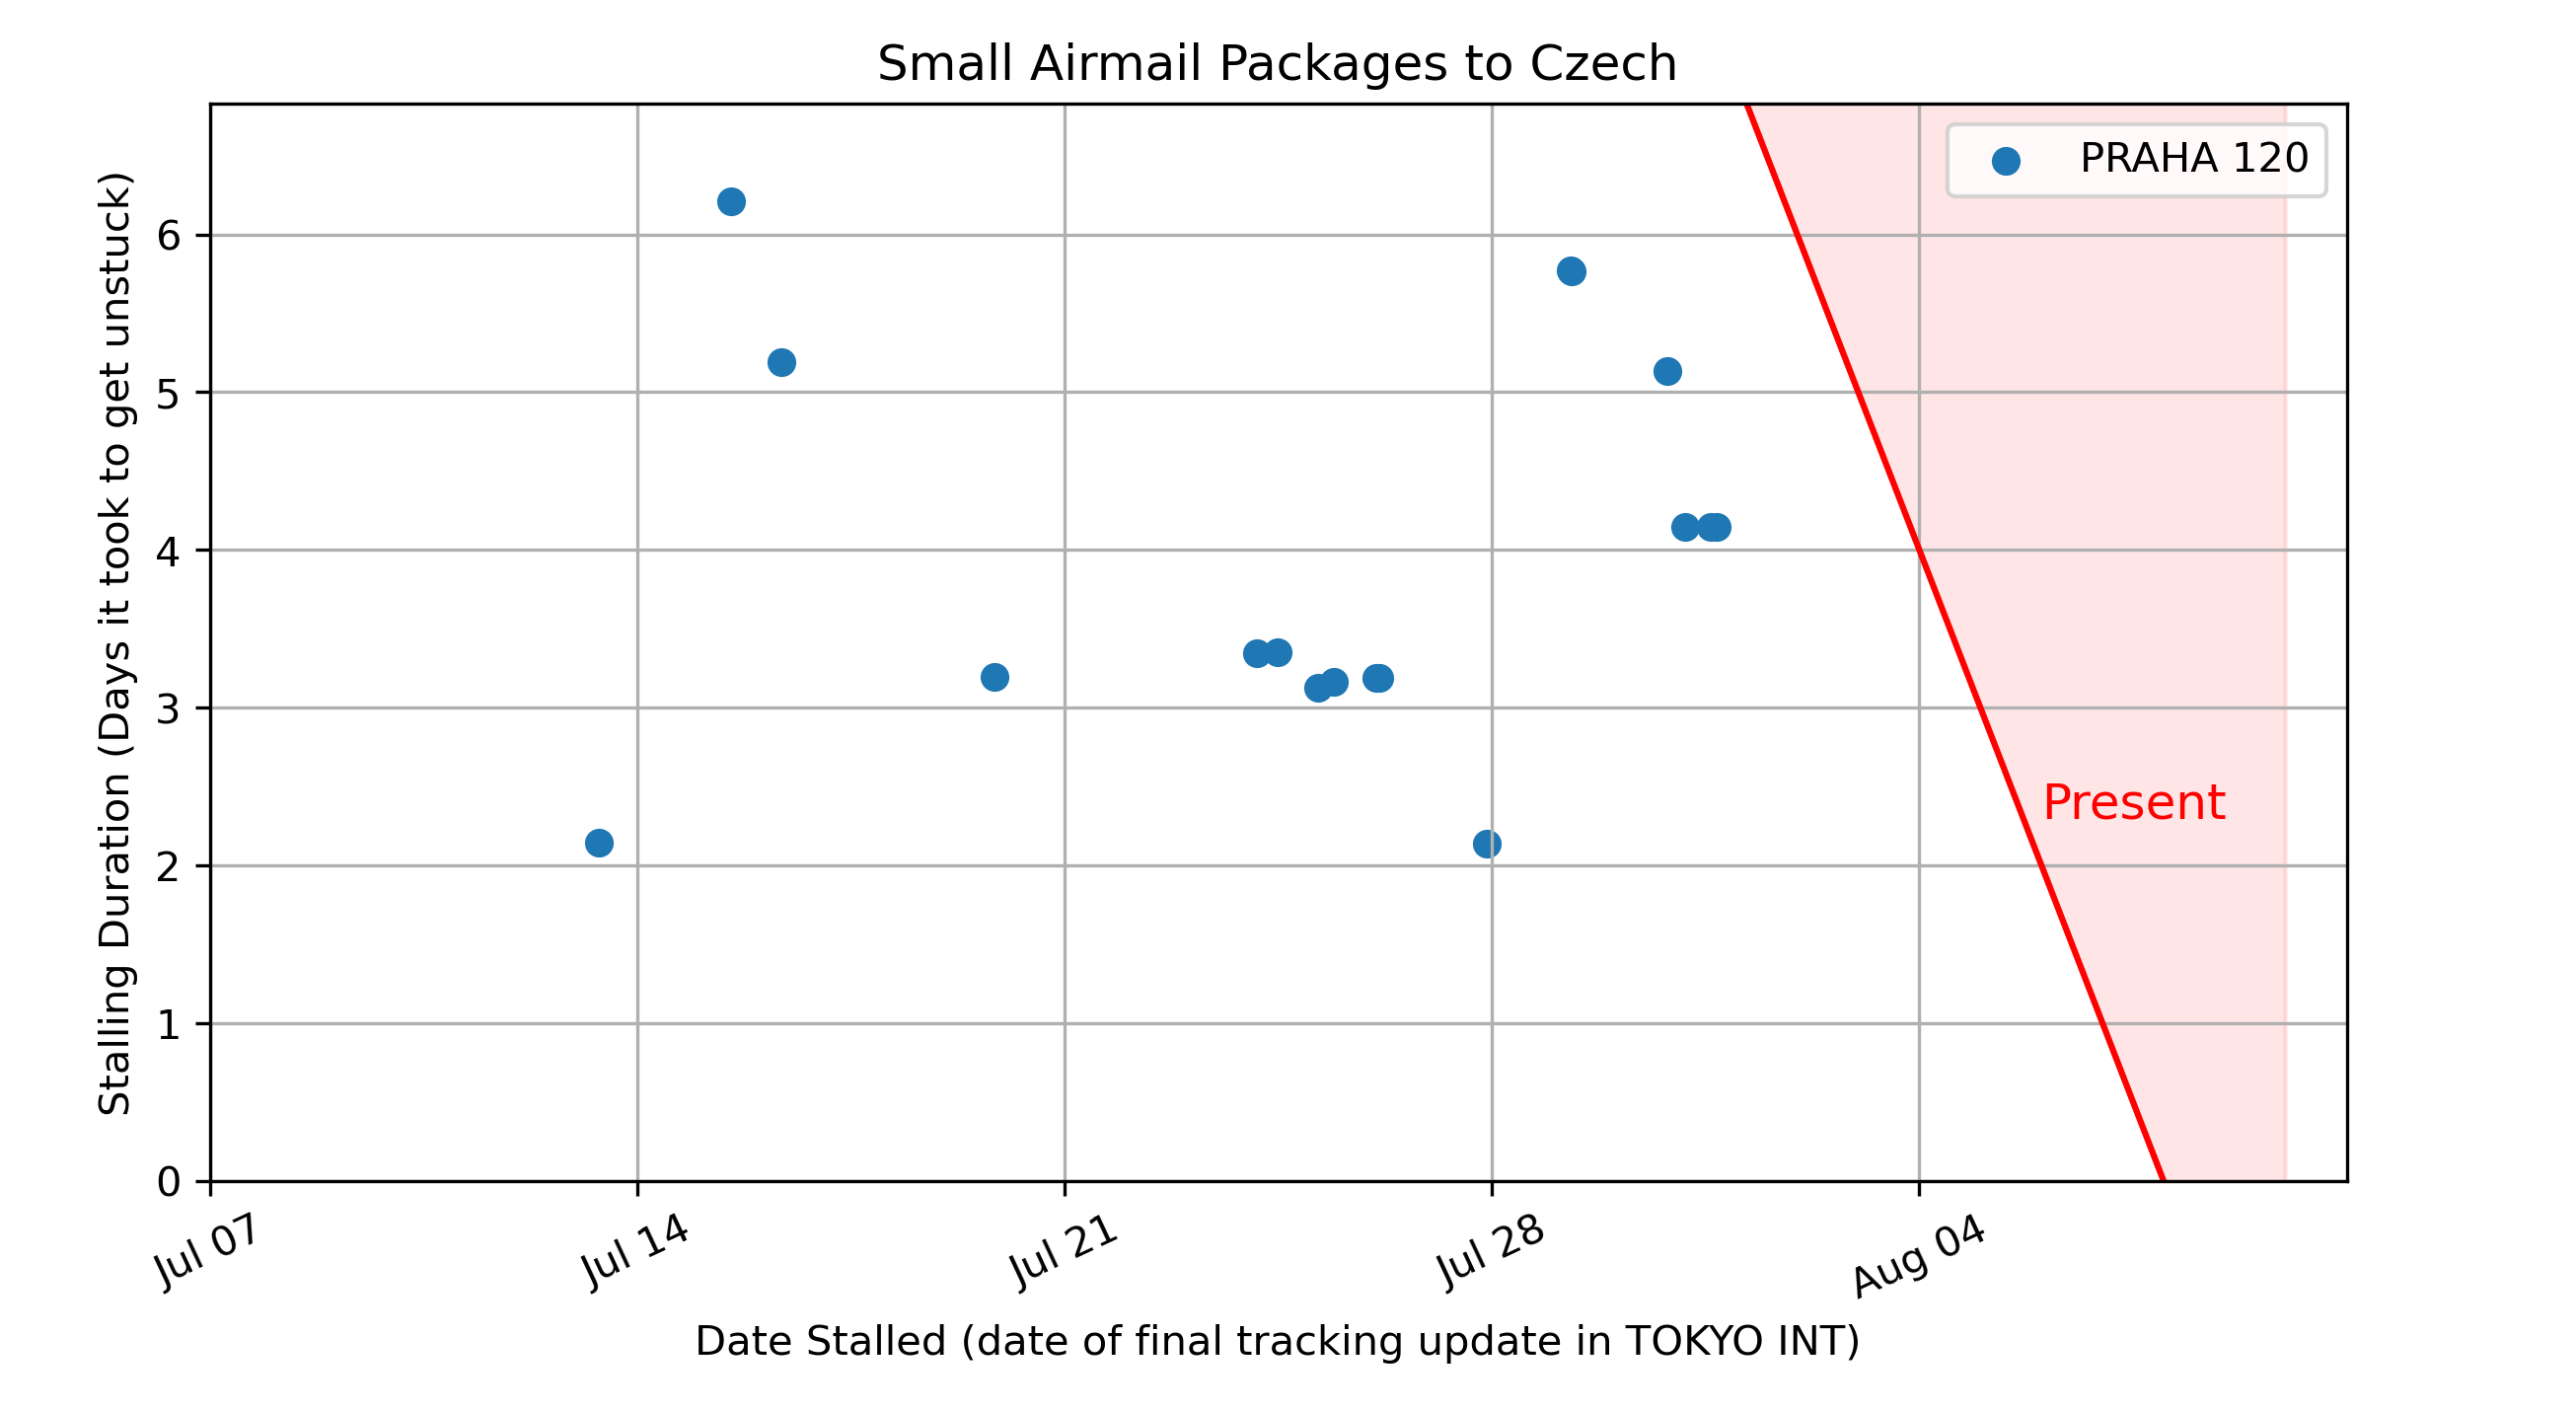 Small Airmail Packages to Czech
PRAHA 120
Stalling Duration (Days it took to get unstuck)
6
5
4
3
2
1
0
Present
Jul 07
Jul 14
Jul 21
Jul 28
Aug 04
Date Stalled (date of final tracking update in TOKYO INT)